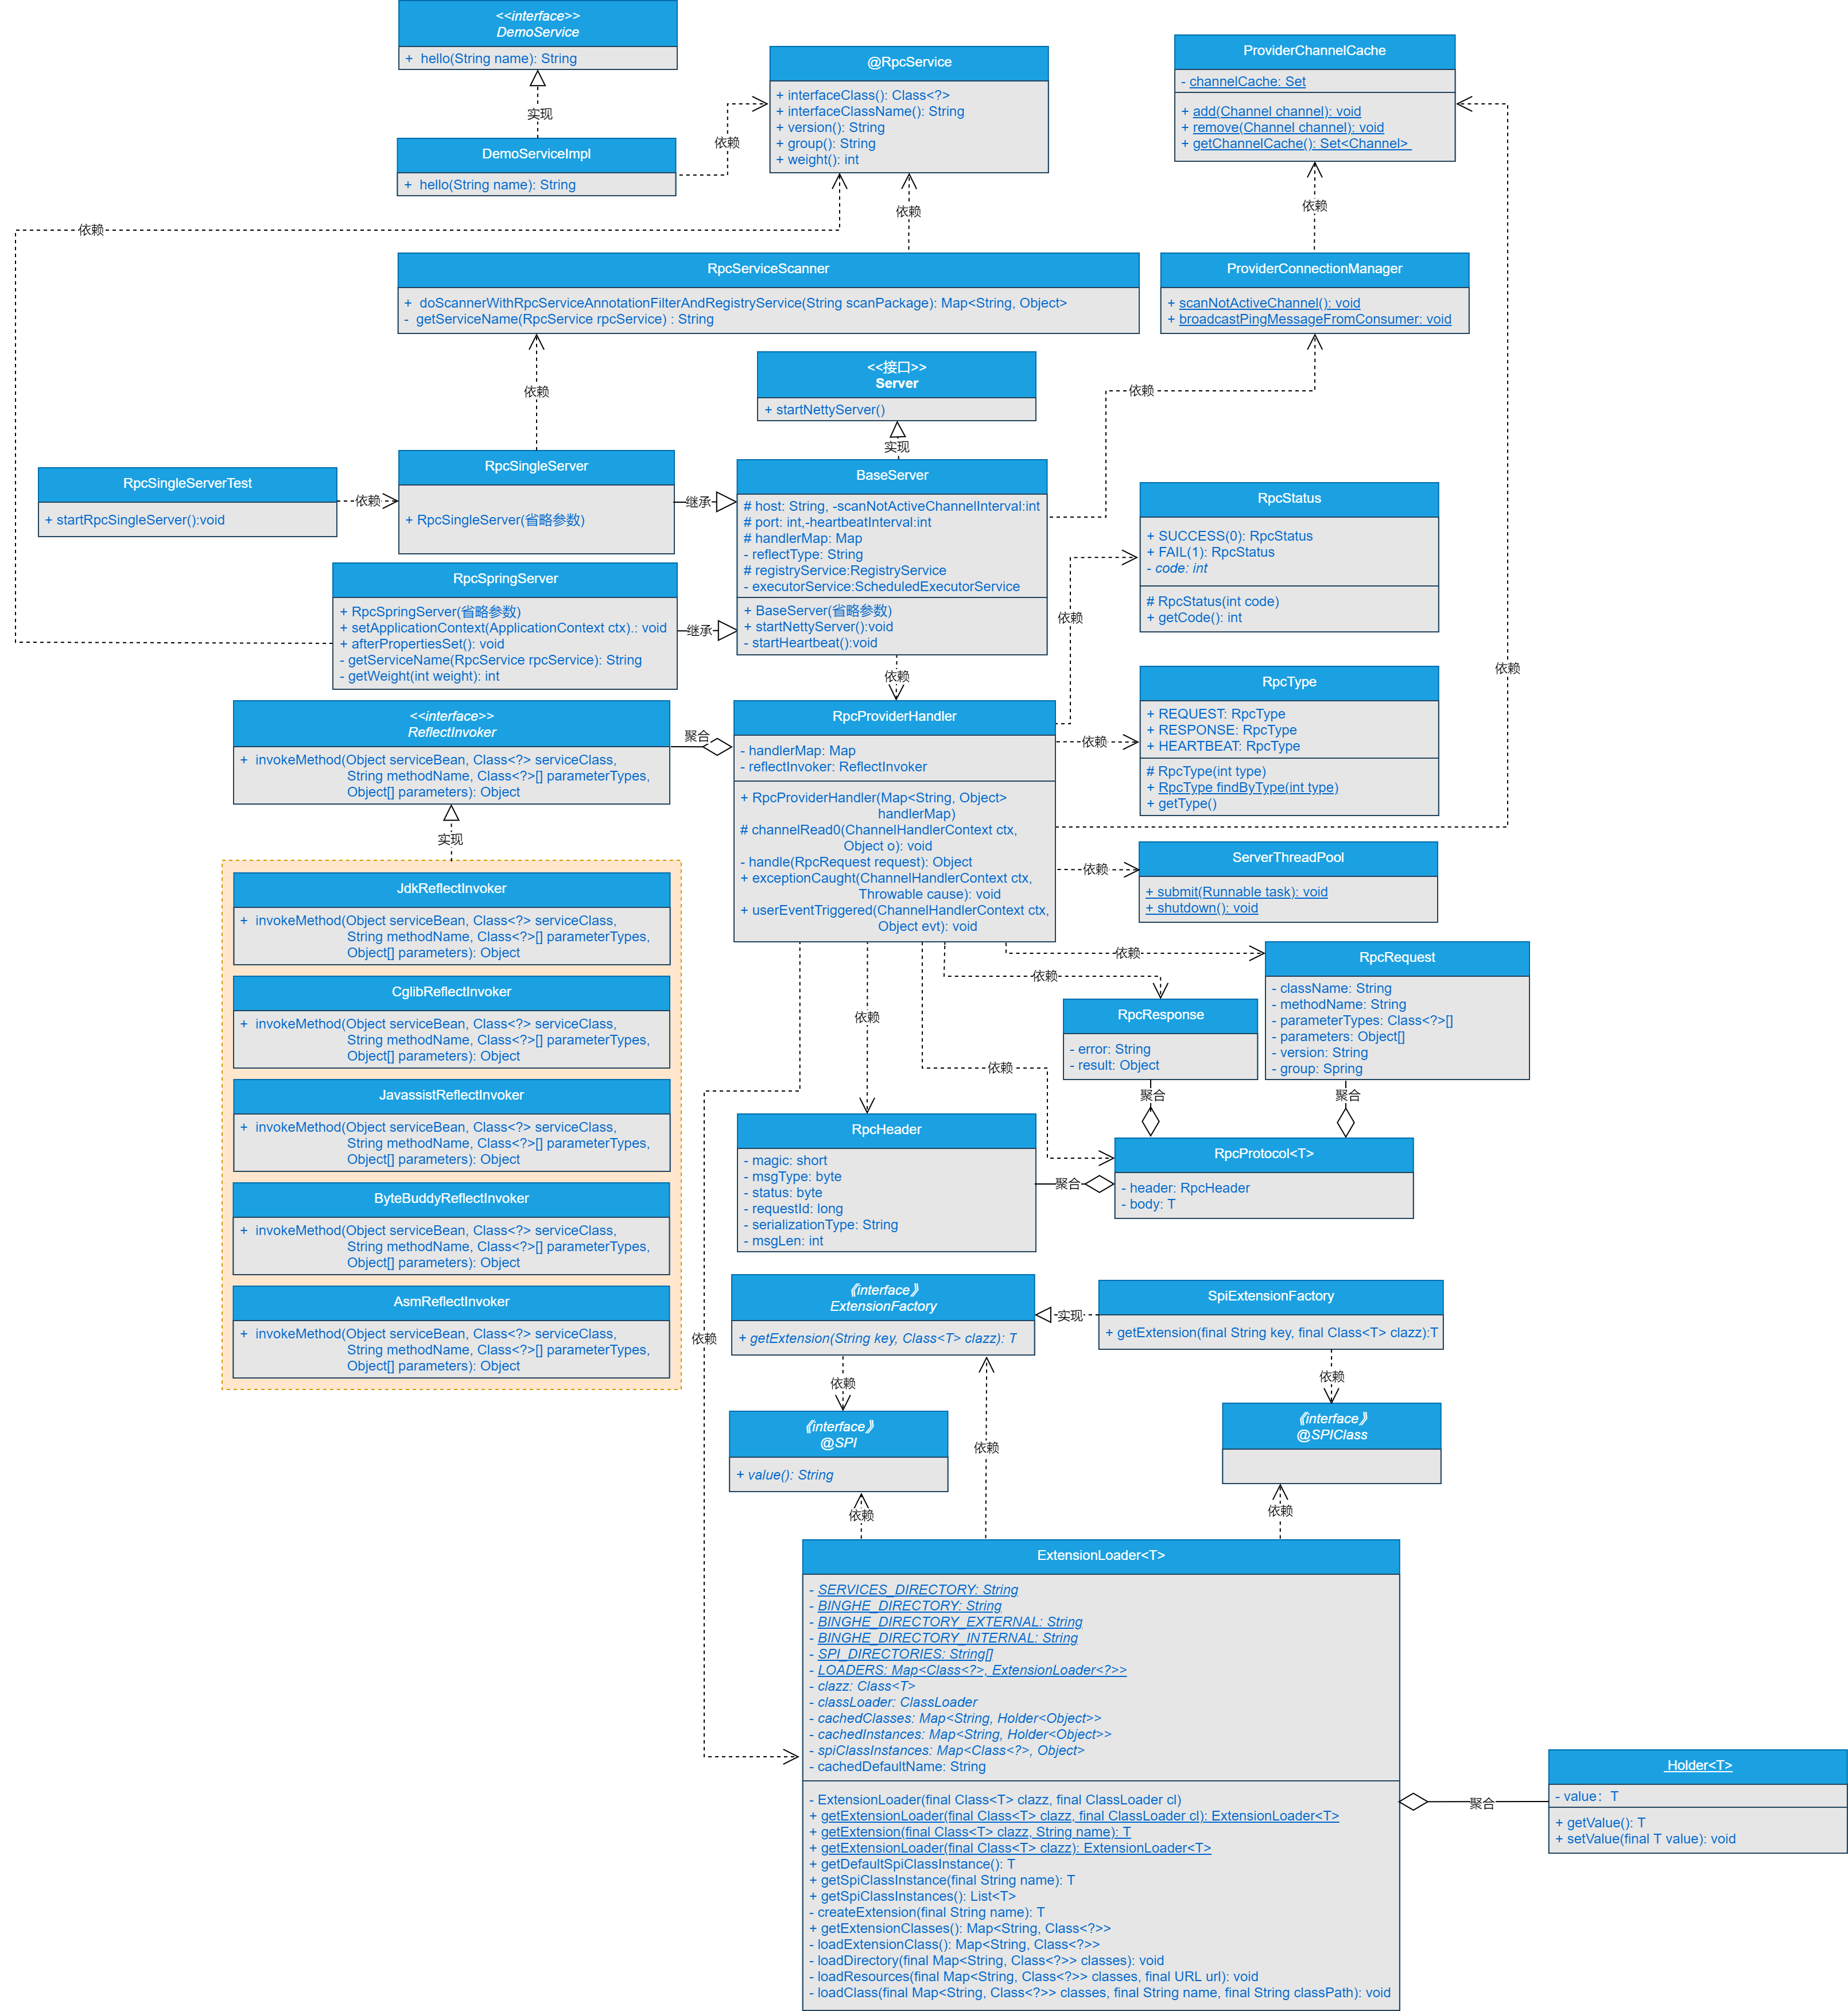 <<interface>>
DemoService
+ hello(String name): String
实现
DemoServiceImpl
+ hello(String name): String
依赖
@RpcService
+ interfaceClass(): Class<?>
+ interfaceClassName(): String
+ version(): String
+ group(): String
+ weight(): int
ProviderChannelCache
- channelCache: Set
+ add(Channel channel): void
+ remove(Channel channel): void
+ getChannelCache(): Set<Channel>
依赖
依赖
依赖
RpcServiceScanner
+ doScannerWithRpcServiceAnnotationFilterAndRegistryService(String scanPackage): Map<String, Object>
- getServiceName(RpcService rpcService) : String
ProviderConnectionManager
+ scanNotActiveChannel(): void
+ broadcastPingMessageFromConsumer: void
依赖
<<接口>>
Server
+ startNettyServer()
依赖
实现
RpcSingleServerTest
+ startRpcSingleServer():void
依赖
RpcSingleServer
+ RpcSingleServer(省略参数)
继承
BaseServer
# host: String, -scanNotActiveChannelInterval:int
# port: int,-heartbeatInterval:int
# handlerMap: Map
- reflectType: String
# registryService:RegistryService
- executorService:ScheduledExecutorService
+ BaseServer(省略参数)
+ startNettyServer():void
- startHeartbeat():void
RpcSpringServer
+ RpcSpringServer(省略参数)
+ setApplicationContext(ApplicationContext ctx).: void
+ afterPropertiesSet(): void
- getServiceName(RpcService rpcService): String
- getWeight(int weight): int
继承
依赖
RpcStatus
+ SUCCESS(0): RpcStatus
+ FAIL(1): RpcStatus
- code: int
# RpcStatus(int code)
+ getCode(): int
依赖
依赖
RpcType
+ REQUEST: RpcType
+ RESPONSE: RpcType
+ HEARTBEAT: RpcType
# RpcType(int type)
+ RpcType findByType(int type)
+ getType()
依赖
<<interface>>
ReflectInvoker
+ invokeMethod(Object serviceBean, Class<?> serviceClass,
String methodName, Class<?>[] parameterTypes,
Object[] parameters): Object
聚合
RpcProviderHandler
- handlerMap: Map
- reflectInvoker: ReflectInvoker
+ RpcProviderHandler(Map<String, Object>
handlerMap)
# channelRead0(ChannelHandlerContext ctx,
Object o): void
- handle(RpcRequest request): Object
+ exceptionCaught(ChannelHandlerContext ctx,
Throwable cause): void
+ userEventTriggered(ChannelHandlerContext ctx,
Object evt): void
实现
依赖
ServerThreadPool
+ submit(Runnable task): void
+ shutdown(): void
JdkReflectInvoker
+ invokeMethod(Object serviceBean, Class<?> serviceClass,
String methodName, Class<?>[] parameterTypes,
Object[] parameters): Object
CglibReflectInvoker
+ invokeMethod(Object serviceBean, Class<?> serviceClass,
String methodName, Class<?>[] parameterTypes,
Object[] parameters): Object
JavassistReflectInvoker
+ invokeMethod(Object serviceBean, Class<?> serviceClass,
String methodName, Class<?>[] parameterTypes,
Object[] parameters): Object
ByteBuddyReflectInvoker
+ invokeMethod(Object serviceBean, Class<?> serviceClass,
String methodName, Class<?>[] parameterTypes,
Object[] parameters): Object
AsmReflectInvoker
+ invokeMethod(Object serviceBean, Class<?> serviceClass,
String methodName, Class<?>[] parameterTypes,
Object[] parameters): Object
依赖
依赖
依赖
依赖
RpcRequest
- className: String
- methodName: String
- parameterTypes: Class<?>[]
- parameters: Object[]
- version: String
- group: Spring
RpcResponse
- error: String
- result: Object
聚合
聚合
RpcHeader
- magic: short
- msgType: byte
- status: byte
- requestId: long
- serializationType: String
- msgLen: int
聚合
RpcProtocol<T>
- header: RpcHeader
- body: T
依赖
《interface》
ExtensionFactory
+ getExtension(String key, Class<T> clazz): T
实现
SpiExtensionFactory
+ getExtension(final String key, final Class<T> clazz):T
依赖
依赖
《interface》
@SPI
+ value(): String
依赖
《interface》
@SPIClass
依赖
依赖
ExtensionLoader<T>
- SERVICES_DIRECTORY: String
- BINGHE_DIRECTORY: String
- BINGHE_DIRECTORY_EXTERNAL: String
- BINGHE_DIRECTORY_INTERNAL: String
- SPI_DIRECTORIES: String[]
- LOADERS: Map<Class<?>, ExtensionLoader<?>>
- clazz: Class<T>
- classLoader: ClassLoader
- cachedClasses: Map<String, Holder<Object>>
- cachedInstances: Map<String, Holder<Object>>
- spiClassInstances: Map<Class<?>, Object>
- cachedDefaultName: String
- ExtensionLoader(final Class<T> clazz, final ClassLoader cl)
+ getExtensionLoader(final Class<T> clazz, final ClassLoader cl): ExtensionLoader<T>
+ getExtension(final Class<T> clazz, String name): T
+ getExtensionLoader(final Class<T> clazz): ExtensionLoader<T>
+ getDefaultSpiClassInstance(): T
+ getSpiClassInstance(final String name): T
+ getSpiClassInstances(): List<T>
- createExtension(final String name): T
+ getExtensionClasses(): Map<String, Class<?>>
- loadExtensionClass(): Map<String, Class<?>>
- loadDirectory(final Map<String, Class<?>> classes): void
- loadResources(final Map<String, Class<?>> classes, final URL url): void
- loadClass(final Map<String, Class<?>> classes, final String name, final String classPath): void
聚合
Holder<T>
- value： T
+ getValue(): T
+ setValue(final T value): void